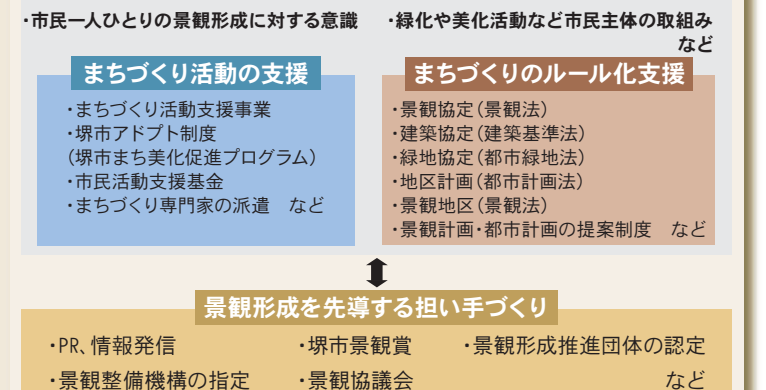 ・市民一人ひとりの景観形成に対する意識
・緑化や美化活動など市民主体の取組み
など
まちづくり活動の支援
・まちづくり活動支援事業
・堺市アドプト制度
(堺市まち美化促進プログラム)
・市民活動支援基金
・まちづくり専門家の派遣　など
まちづくりのルール化支援
・景観協定(景観法)
・建築協定(建築基準法)
・緑地協定(都市緑地法)
・地区計画(都市計画法)
・景観地区(景観法)
・景観計画・都市計画の提案制度　など
景観形成を先導する担い手づくり
・PR、情報発信　・堺市景観賞　・景観形成推進団体の認定
・景観整備機構の指定　・景観協議会　など